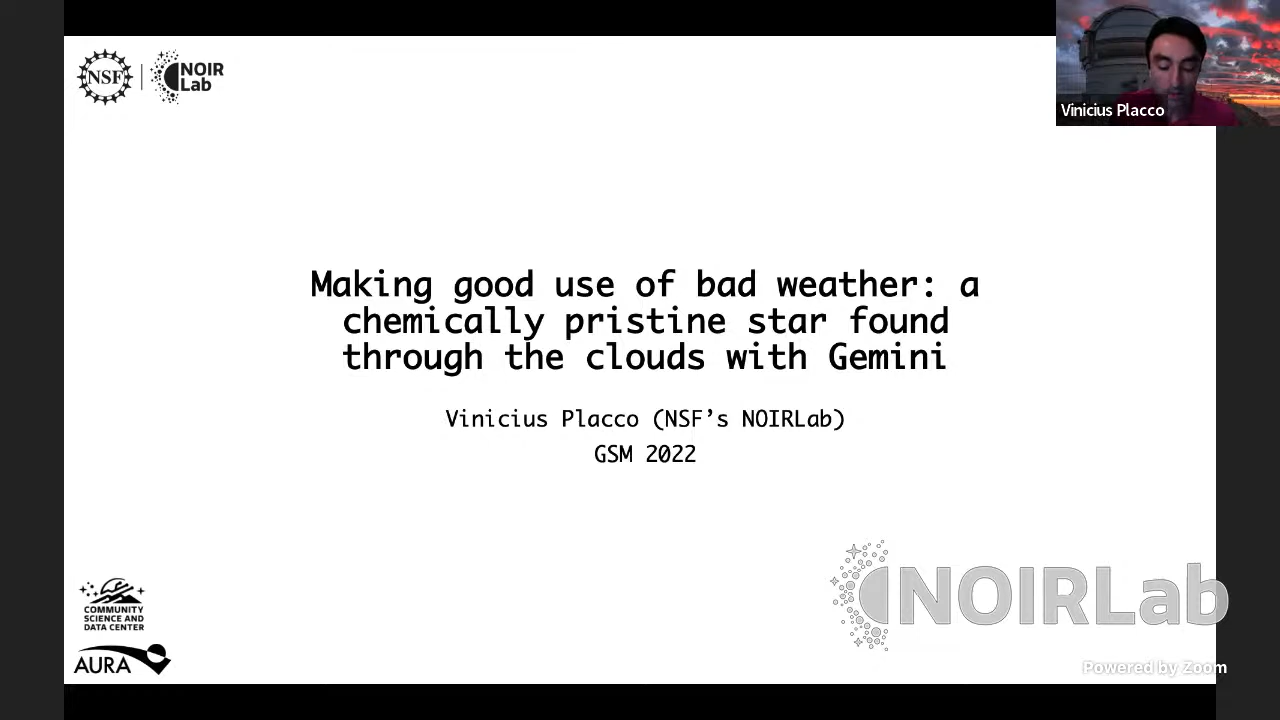 NSF
NOIR
Lab
Vinicius Placco
Making good use of bad weather: a
chemically pristine star found
through the clouds with Gemini
Vinicius Placco (NSF’s NOIRLab)
GSM 2022
COMMUNITY
SCIENCE AND
DATA CENTER
AURA
NOIRLab
Powered by Zoom